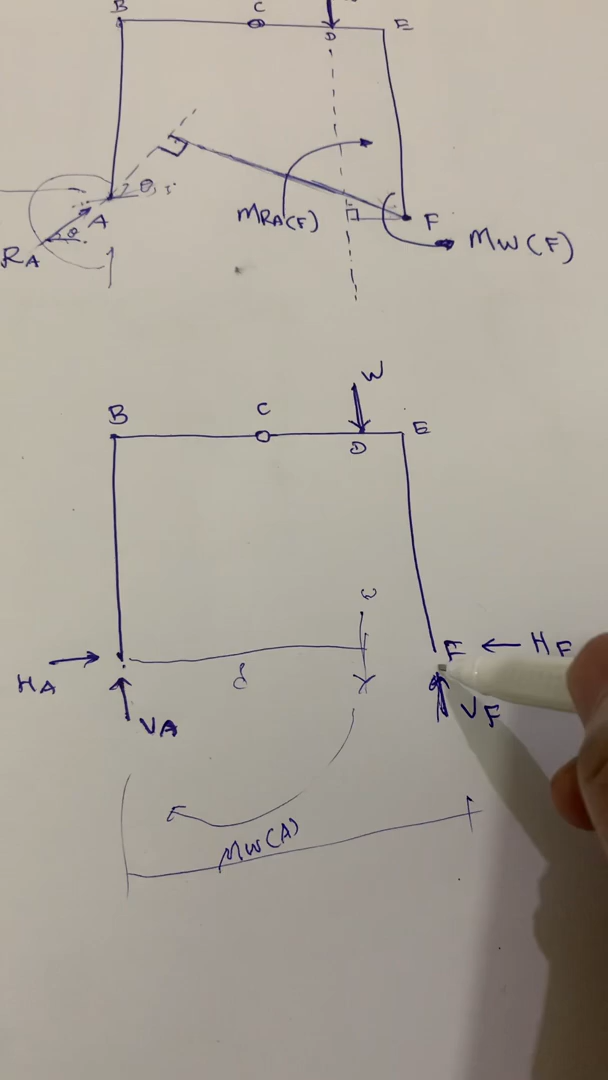 B C D E
θ
A
θ
RA
MRA(F)
F
MW(F)
W
B C E
D
HA
VA
d
F HF
VF
MW(A)